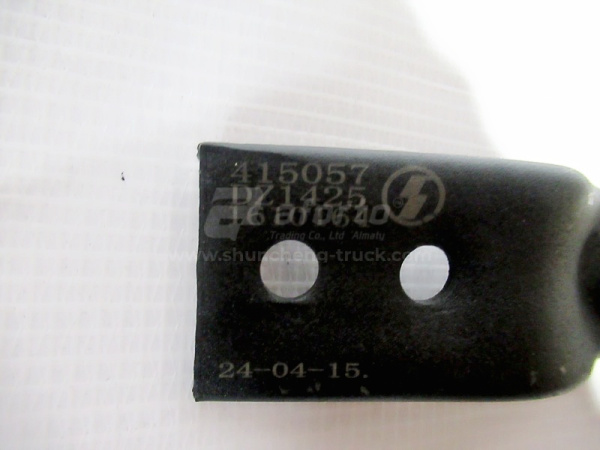 415057
DZ1425
Trading Co., Ltd Almaty
www.shuncheng-truck.com
24-04-15.